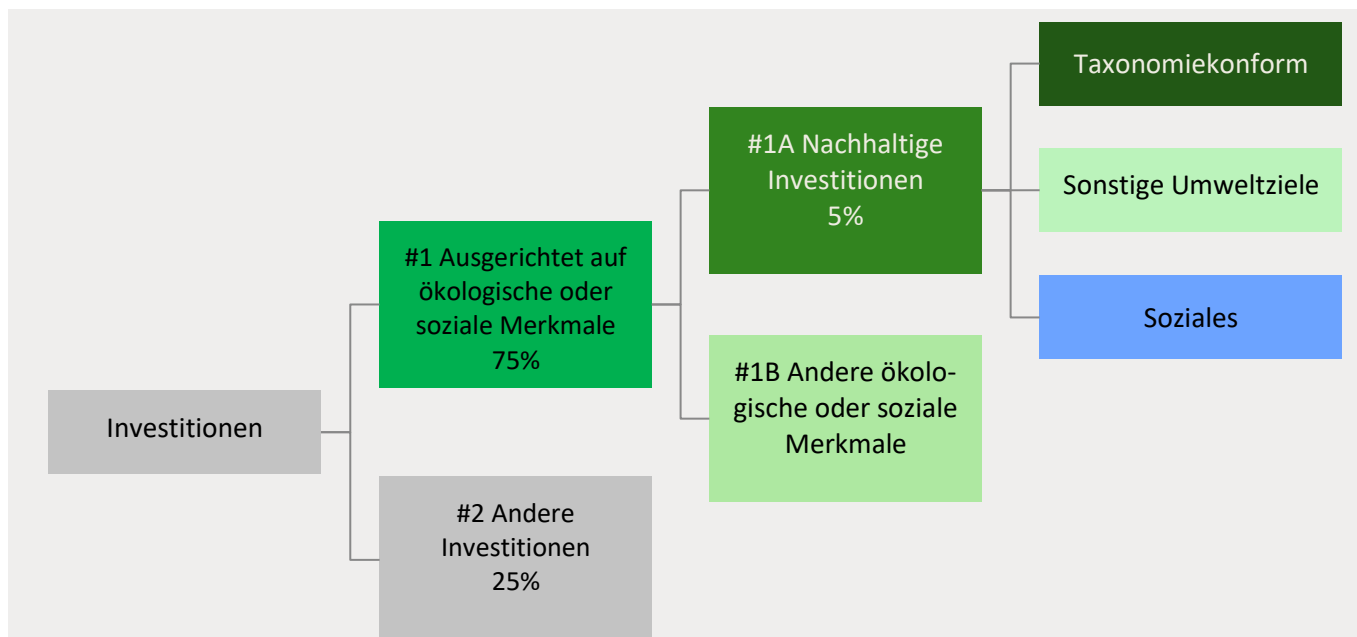 Investitionen
#1 Ausgerichtet auf
ökologische oder
soziale Merkmale
75%
#2 Andere
Investitionen
25%
#1A Nachhaltige
Investitionen
5%
#1B Andere ökolo-
gische oder soziale
Merkmale
Taxonomiekonform
Sonstige Umweltziele
Soziales